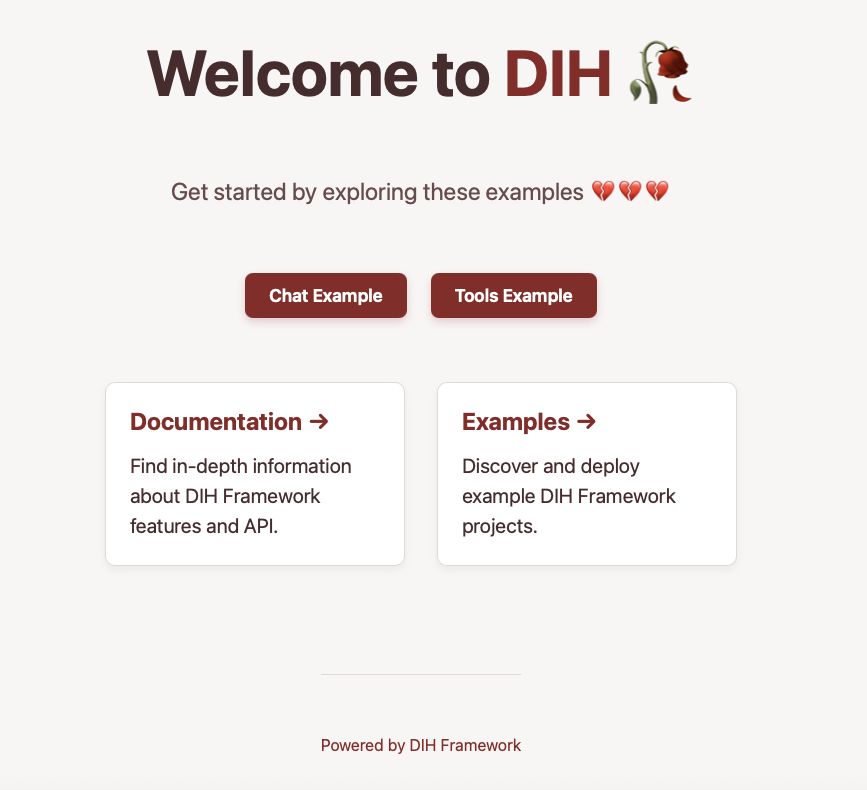 Welcome to DIH 🥀
Get started by exploring these examples 💔💔💔
Chat Example
Tools Example
Documentation →
Find in-depth information
about DIH Framework
features and API.
Examples →
Discover and deploy
example DIH Framework
projects.
Powered by DIH Framework